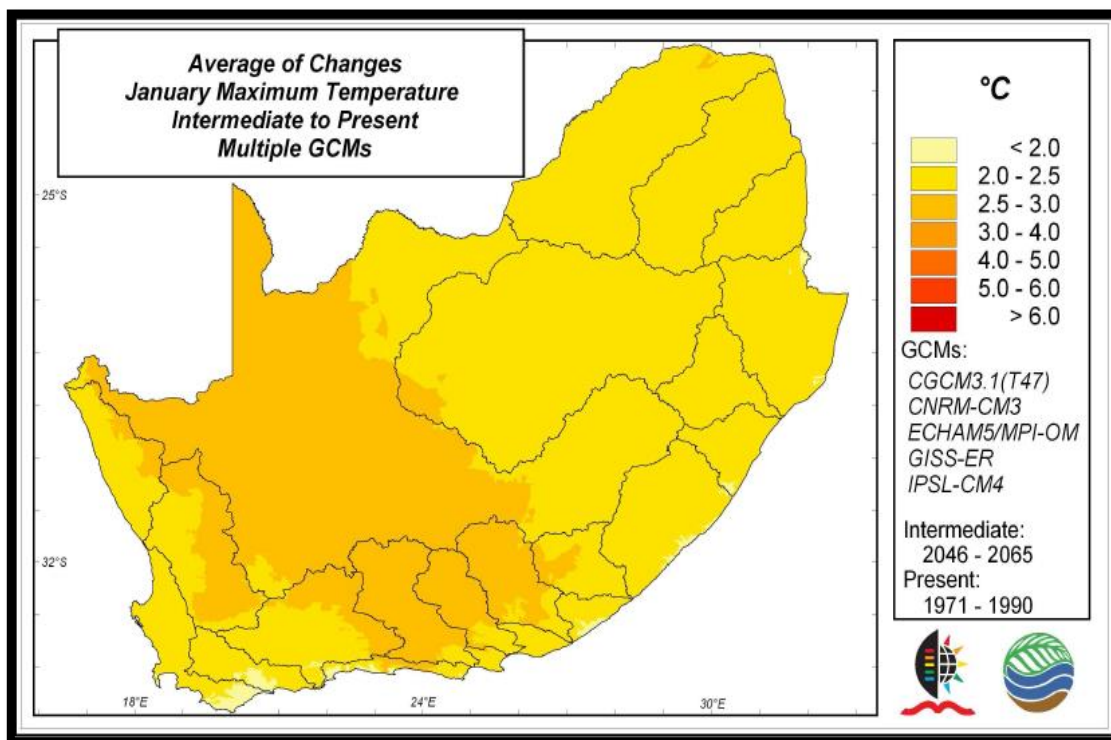 Average of Changes
January Maximum Temperature
Intermediate to Present
Multiple GCMs
°C
< 2.0
2.0 - 2.5
2.5 - 3.0
3.0 - 4.0
4.0 - 5.0
5.0 - 6.0
> 6.0
GCMs:
CGCM3.1(T47)
CNRM-CM3
ECHAM5/MPI-OM
GISS-ER
IPSL-CM4
Intermediate:
2046 - 2065
Present:
1971 - 1990
25°S
32°S
18°E
24°E
30°E